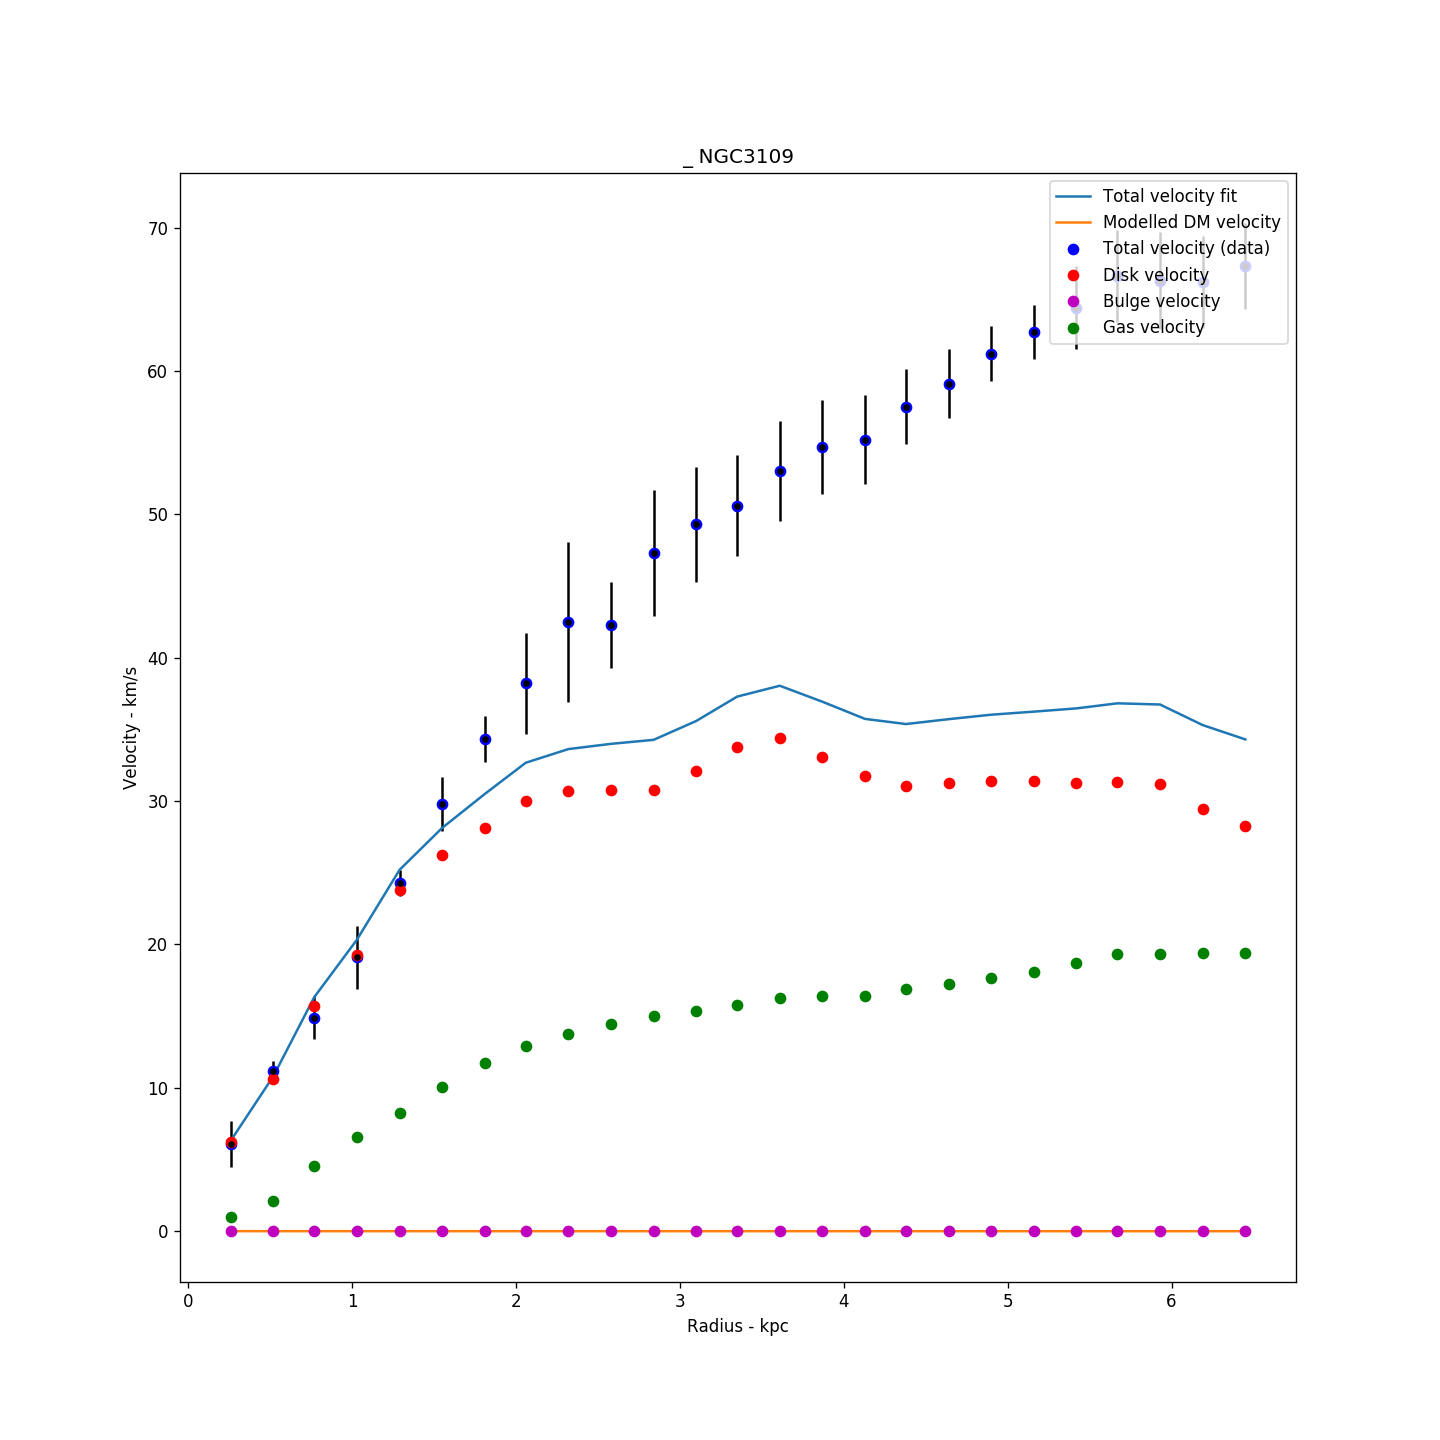 _ NGC3109
Total velocity fit
Modelled DM velocity
Total velocity (data)
Disk velocity
Bulge velocity
Gas velocity
70
60
50
40
30
20
10
0
Velocity - km/s
0 1 2 3 4 5 6
Radius - kpc